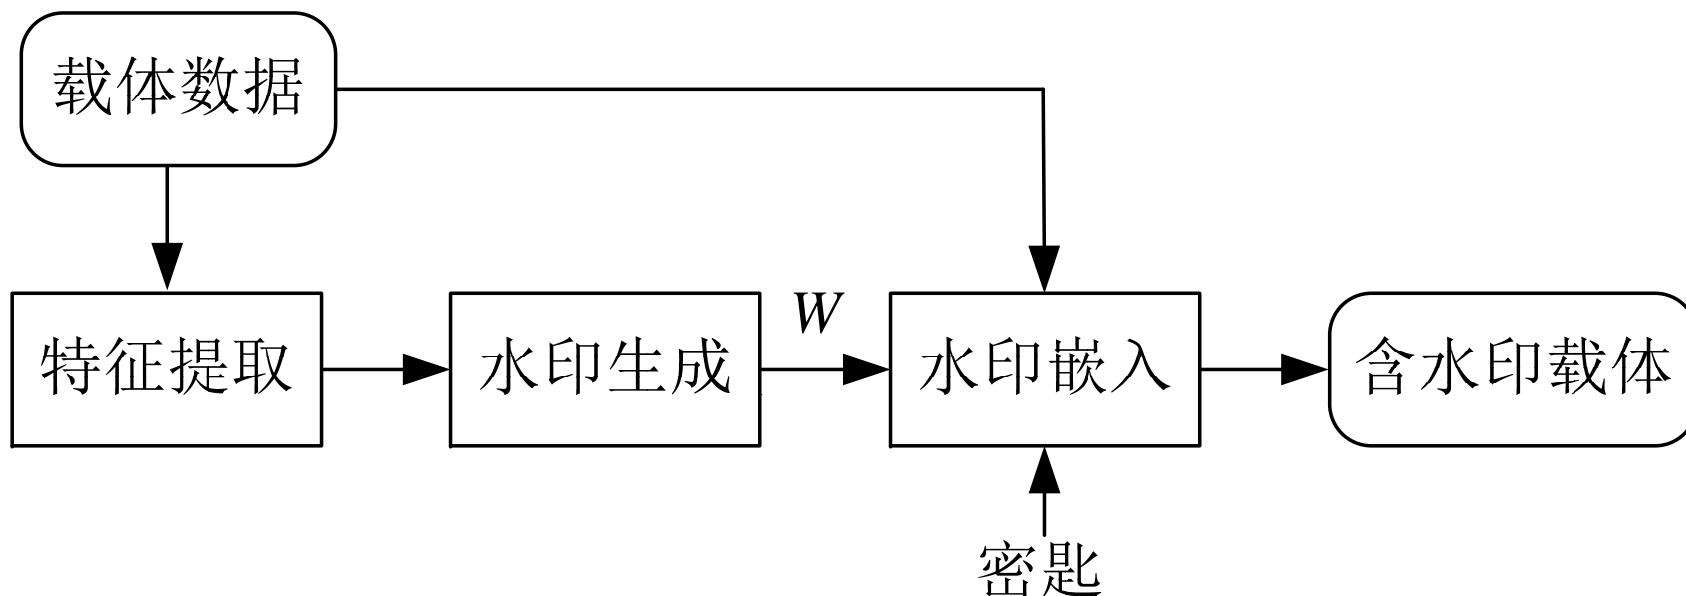 载体数据
特征提取
水印生成
W
水印嵌入
含水印载体
密匙